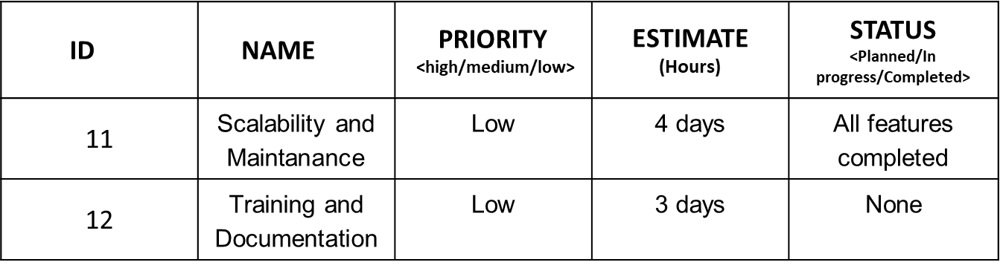 ID
NAME
PRIORITY
<high/medium/low>
ESTIMATE
(Hours)
STATUS
<Planned/In
progress/Completed>
11
Scalability and
Maintanance
Low
4 days
All features
completed
12
Training and
Documentation
Low
3 days
None